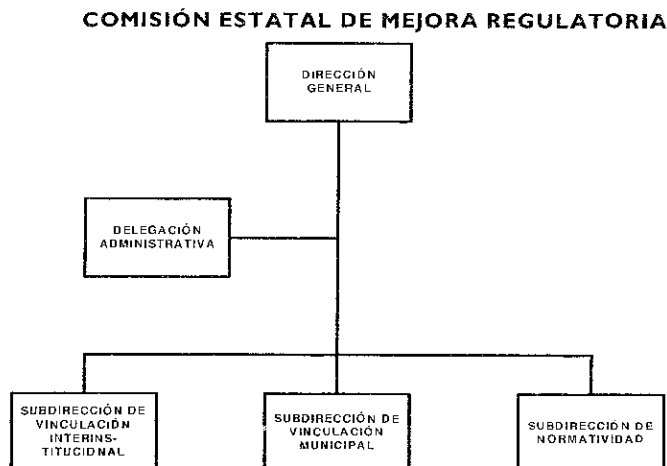 COMISIÓN ESTATAL DE MEJORA REGULATORIA
DIRECCIÓN
GENERAL
DELEGACIÓN
ADMINISTRATIVA
SUBDIRECCIÓN DE
VINCULACIÓN
INTERINS-
TITUCIONAL
SUBDIRECCIÓN DE
VINCULACIÓN
MUNICIPAL
SUBDIRECCIÓN DE
NORMATIVIDAD